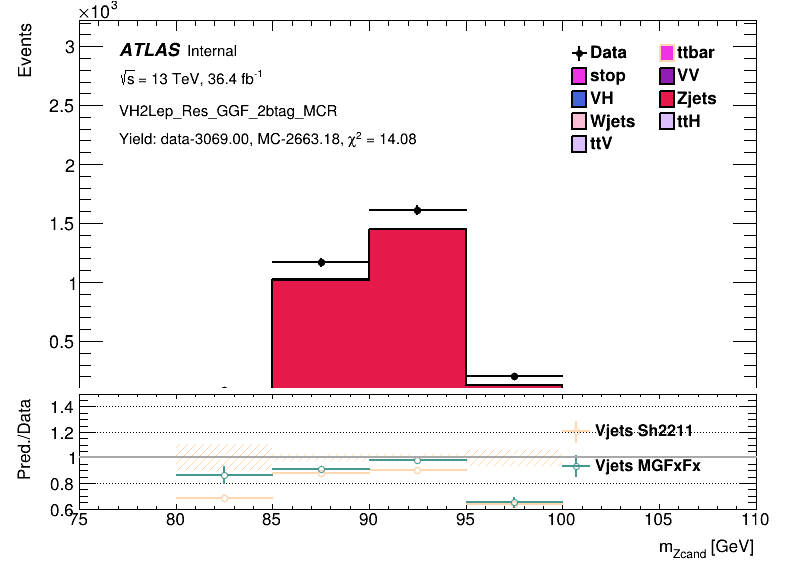 ×10³
Events
3
2.5
2
1.5
1
0.5
ATLAS Internal
√s = 13 TeV, 36.4 fb⁻¹
VH2Lep_Res_GGF_2btag_MCR
Yield: data-3069.00, MC-2663.18, χ² = 14.08
Data ttbar
stop VV
VH Zjets
Wjets ttH
ttV
Pred./Data
1.4
1.2
1
0.8
0.6
Vjets Sh2211
Vjets MGFxFx
75 80 85 90 95 100 105 110
m_Zcand [GeV]